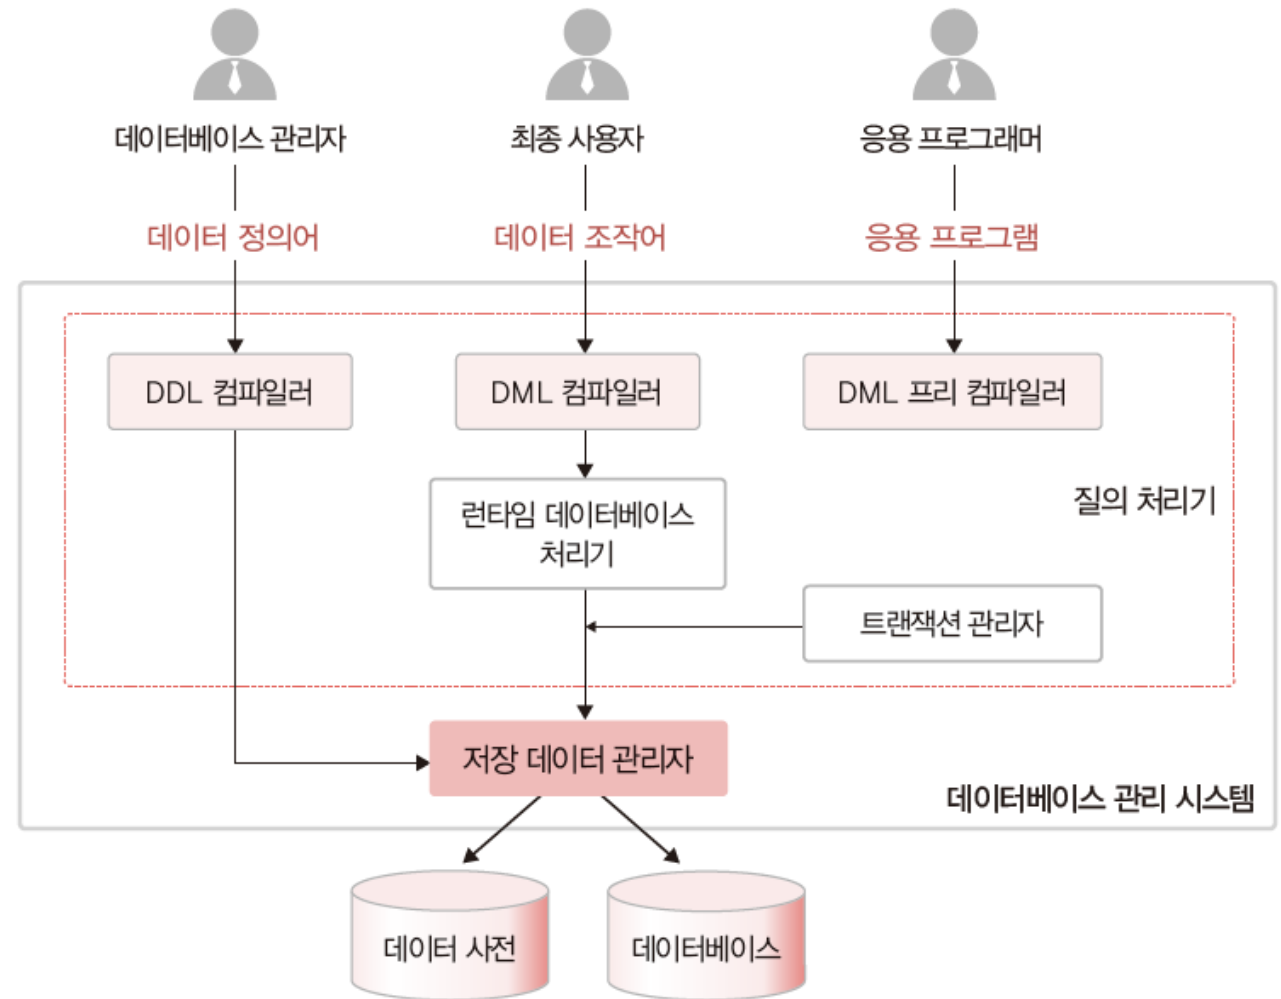 데이터베이스 관리자
최종 사용자
응용 프로그래머
데이터 정의어
데이터 조작어
응용 프로그램
DDL 컴파일러
DML 컴파일러
DML 프리 컴파일러
런타임 데이터베이스
처리기
질의 처리기
트랜잭션 관리자
저장 데이터 관리자
데이터베이스 관리 시스템
데이터 사전
데이터베이스